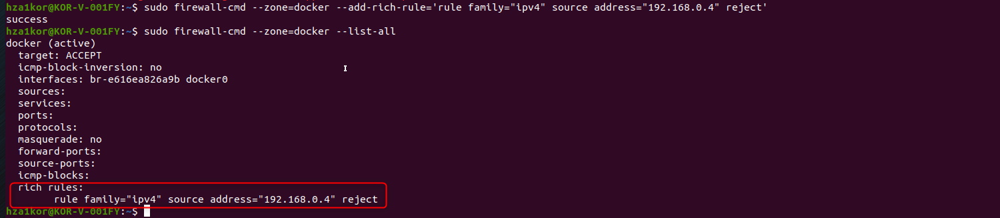 hza1kor@KOR-V-001FY:~$ sudo firewall-cmd --zone=docker --add-rich-rule='rule family="ipv4" source address="192.168.0.4" reject'
success
hza1kor@KOR-V-001FY:~$ sudo firewall-cmd --zone=docker --list-all
docker (active)
  target: ACCEPT
  icmp-block-inversion: no
  interfaces: br-e616ea826a9b docker0
  sources:
  services:
  ports:
  protocols:
  masquerade: no
  forward-ports:
  source-ports:
  icmp-blocks:
  rich rules:
        rule family="ipv4" source address="192.168.0.4" reject
hza1kor@KOR-V-001FY:~$